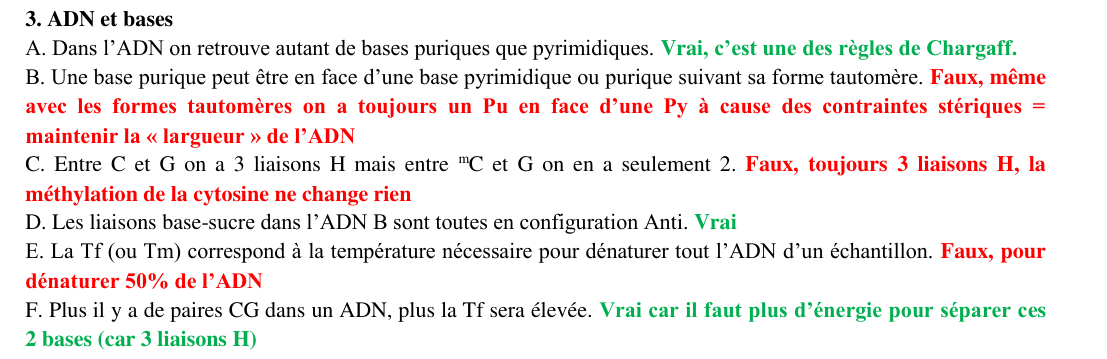 3. ADN et bases
A. Dans l’ADN on retrouve autant de bases puriques que pyrimidiques. Vrai, c’est une des règles de Chargaff.
B. Une base purique peut être en face d’une base pyrimidique ou purique suivant sa forme tautomère. Faux, même
avec les formes tautomères on a toujours un Pu en face d’une Py à cause des contraintes stériques =
maintenir la « largueur » de l’ADN
C. Entre C et G on a 3 liaisons H mais entre ᵐC et G on en a seulement 2. Faux, toujours 3 liaisons H, la
méthylation de la cytosine ne change rien
D. Les liaisons base-sucre dans l’ADN B sont toutes en configuration Anti. Vrai
E. La Tf (ou Tm) correspond à la température nécessaire pour dénaturer tout l’ADN d’un échantillon. Faux, pour
dénaturer 50% de l’ADN
F. Plus il y a de paires CG dans un ADN, plus la Tf sera élevée. Vrai car il faut plus d’énergie pour séparer ces
2 bases (car 3 liaisons H)